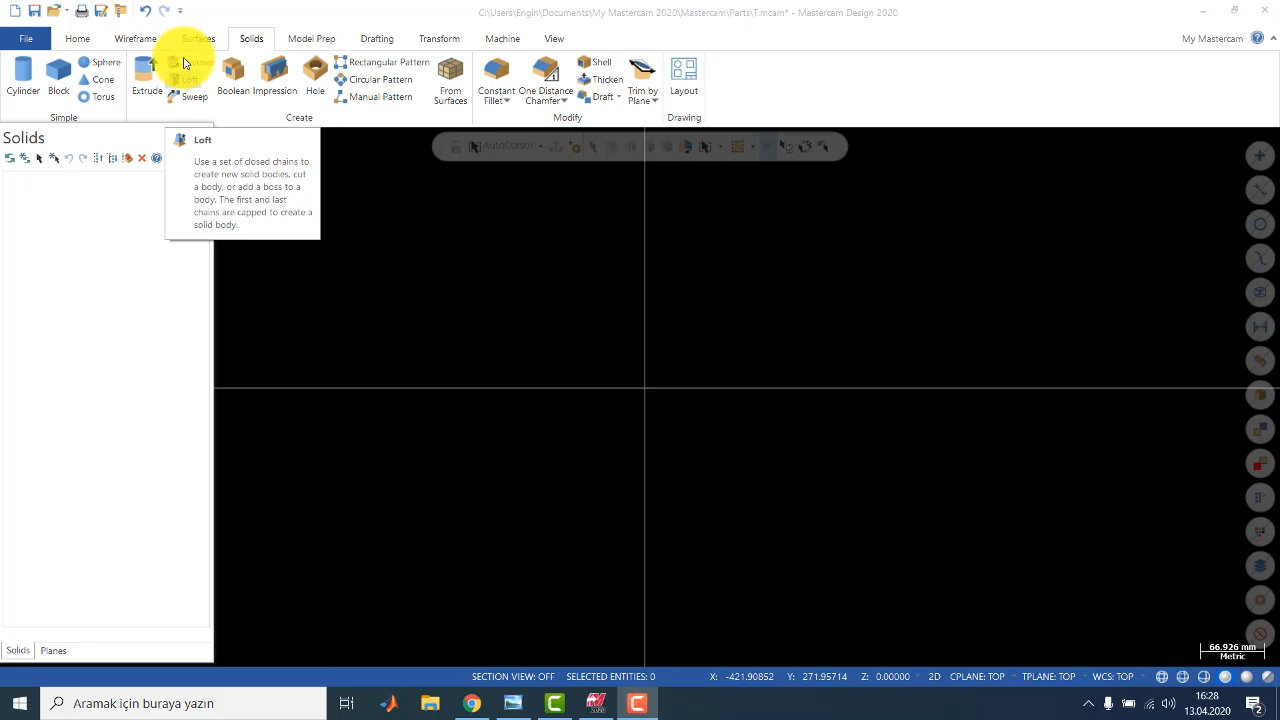 C:\Users\Engin\Documents\My Mastercam 2020\Mastercam\Parts\T.mcam* - Mastercam Design 2020
File Home Wireframe Surfaces Solids Model Prep Drafting Transform Machine View My Mastercam
Cylinder Block Sphere
Cone
Torus
Simple
Extrude Revolve
Loft
Sweep
Boolean Impression Hole
Rectangular Pattern
Circular Pattern
Manual Pattern
From
Surfaces
Create
Constant
Fillet
One Distance
Chamfer
Shell
Thicken
Draft
Trim by
Plane
Modify
Layout
Drawing
Solids
Loft
Use a set of closed chains to
create new solid bodies, cut
a body, or add a boss to a
body. The first and last
chains are capped to create a
solid body.
AutoCursor
66.926 mm
Metric
Solids Planes
SECTION VIEW: OFF SELECTED ENTITIES: 0 X: -421.90852 Y: 271.95714 Z: 0.00000 2D CPLANE: TOP TPLANE: TOP WCS: TOP
Aramak için buraya yazın
16:28
13.04.2020
2